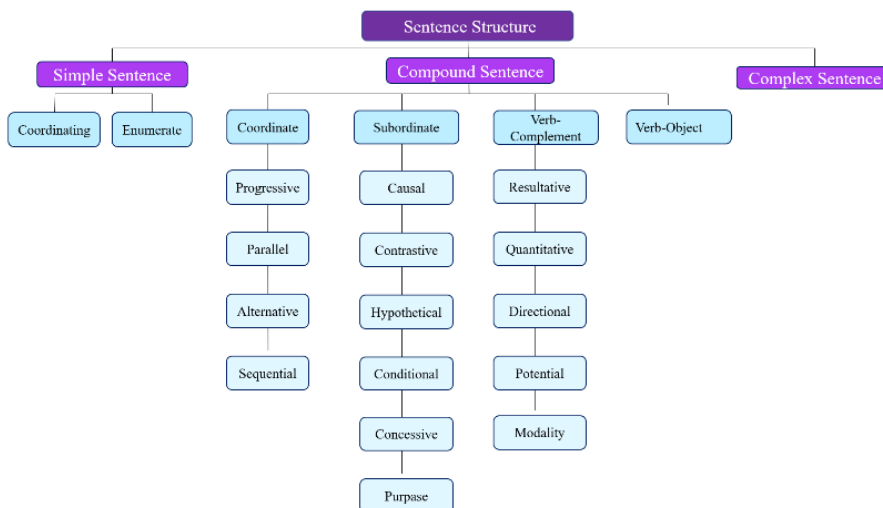 Sentence Structure
Simple Sentence
Compound Sentence
Complex Sentence
Coordinating
Enumerate
Coordinate
Subordinate
Verb-
Complement
Verb-Object
Progressive
Causal
Resultative
Parallel
Contrastive
Quantitative
Alternative
Hypothetical
Directional
Sequential
Conditional
Potential
Concessive
Modality
Purpase